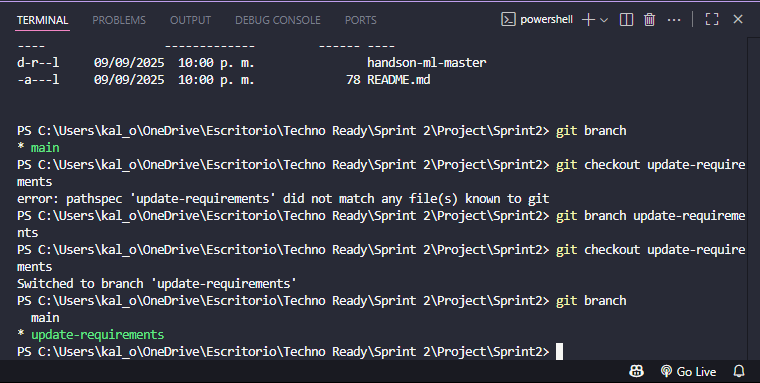 TERMINAL PROBLEMS OUTPUT DEBUG CONSOLE PORTS powershell
---- ------------- ------ ----
d-r--l 09/09/2025 10:00 p. m. handson-ml-master
-a---l 09/09/2025 10:00 p. m. 78 README.md
PS C:\Users\kal_o\OneDrive\Escritorio\Techno Ready\Sprint 2\Project\Sprint2> git branch
* main
PS C:\Users\kal_o\OneDrive\Escritorio\Techno Ready\Sprint 2\Project\Sprint2> git checkout update-require
ments
error: pathspec 'update-requirements' did not match any file(s) known to git
PS C:\Users\kal_o\OneDrive\Escritorio\Techno Ready\Sprint 2\Project\Sprint2> git branch update-requireme
nts
PS C:\Users\kal_o\OneDrive\Escritorio\Techno Ready\Sprint 2\Project\Sprint2> git checkout update-require
ments
Switched to branch 'update-requirements'
PS C:\Users\kal_o\OneDrive\Escritorio\Techno Ready\Sprint 2\Project\Sprint2> git branch
main
* update-requirements
PS C:\Users\kal_o\OneDrive\Escritorio\Techno Ready\Sprint 2\Project\Sprint2>
Go Live